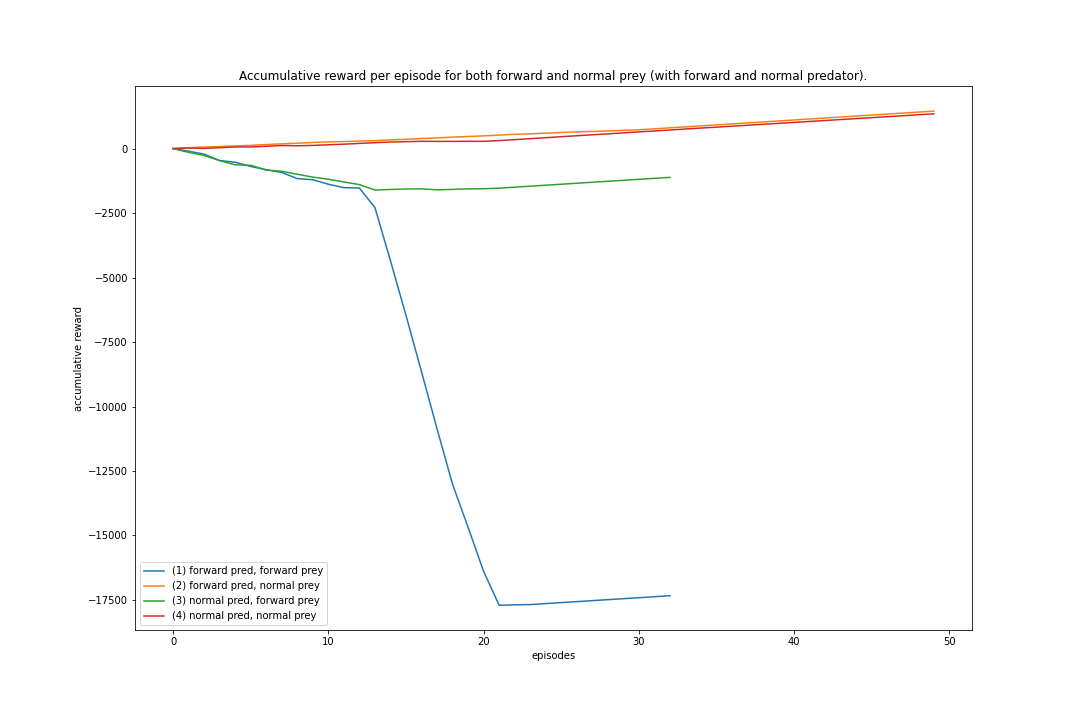 Accumulative reward per episode for both forward and normal prey (with forward and normal predator).
0
−2500
−5000
−7500
−10000
−12500
−15000
−17500
accumulative reward
(1) forward pred, forward prey
(2) forward pred, normal prey
(3) normal pred, forward prey
(4) normal pred, normal prey
0 10 20 30 40 50
episodes